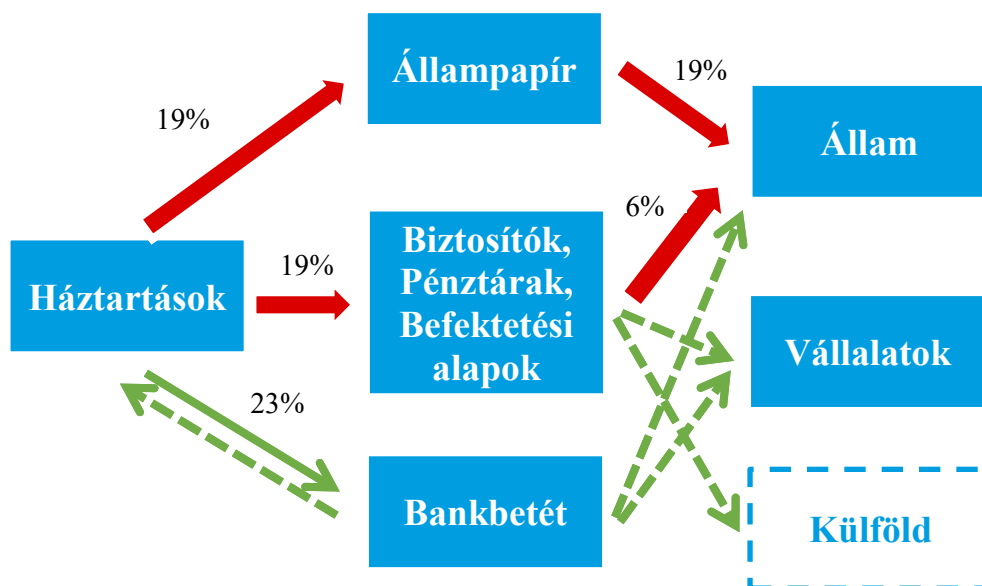 Állampapír
19%
19%
Állam
6%
Biztosítók,
Pénztárak,
Befektetési
alapok
19%
Háztartások
Vállalatok
23%
Bankbetét
Külföld